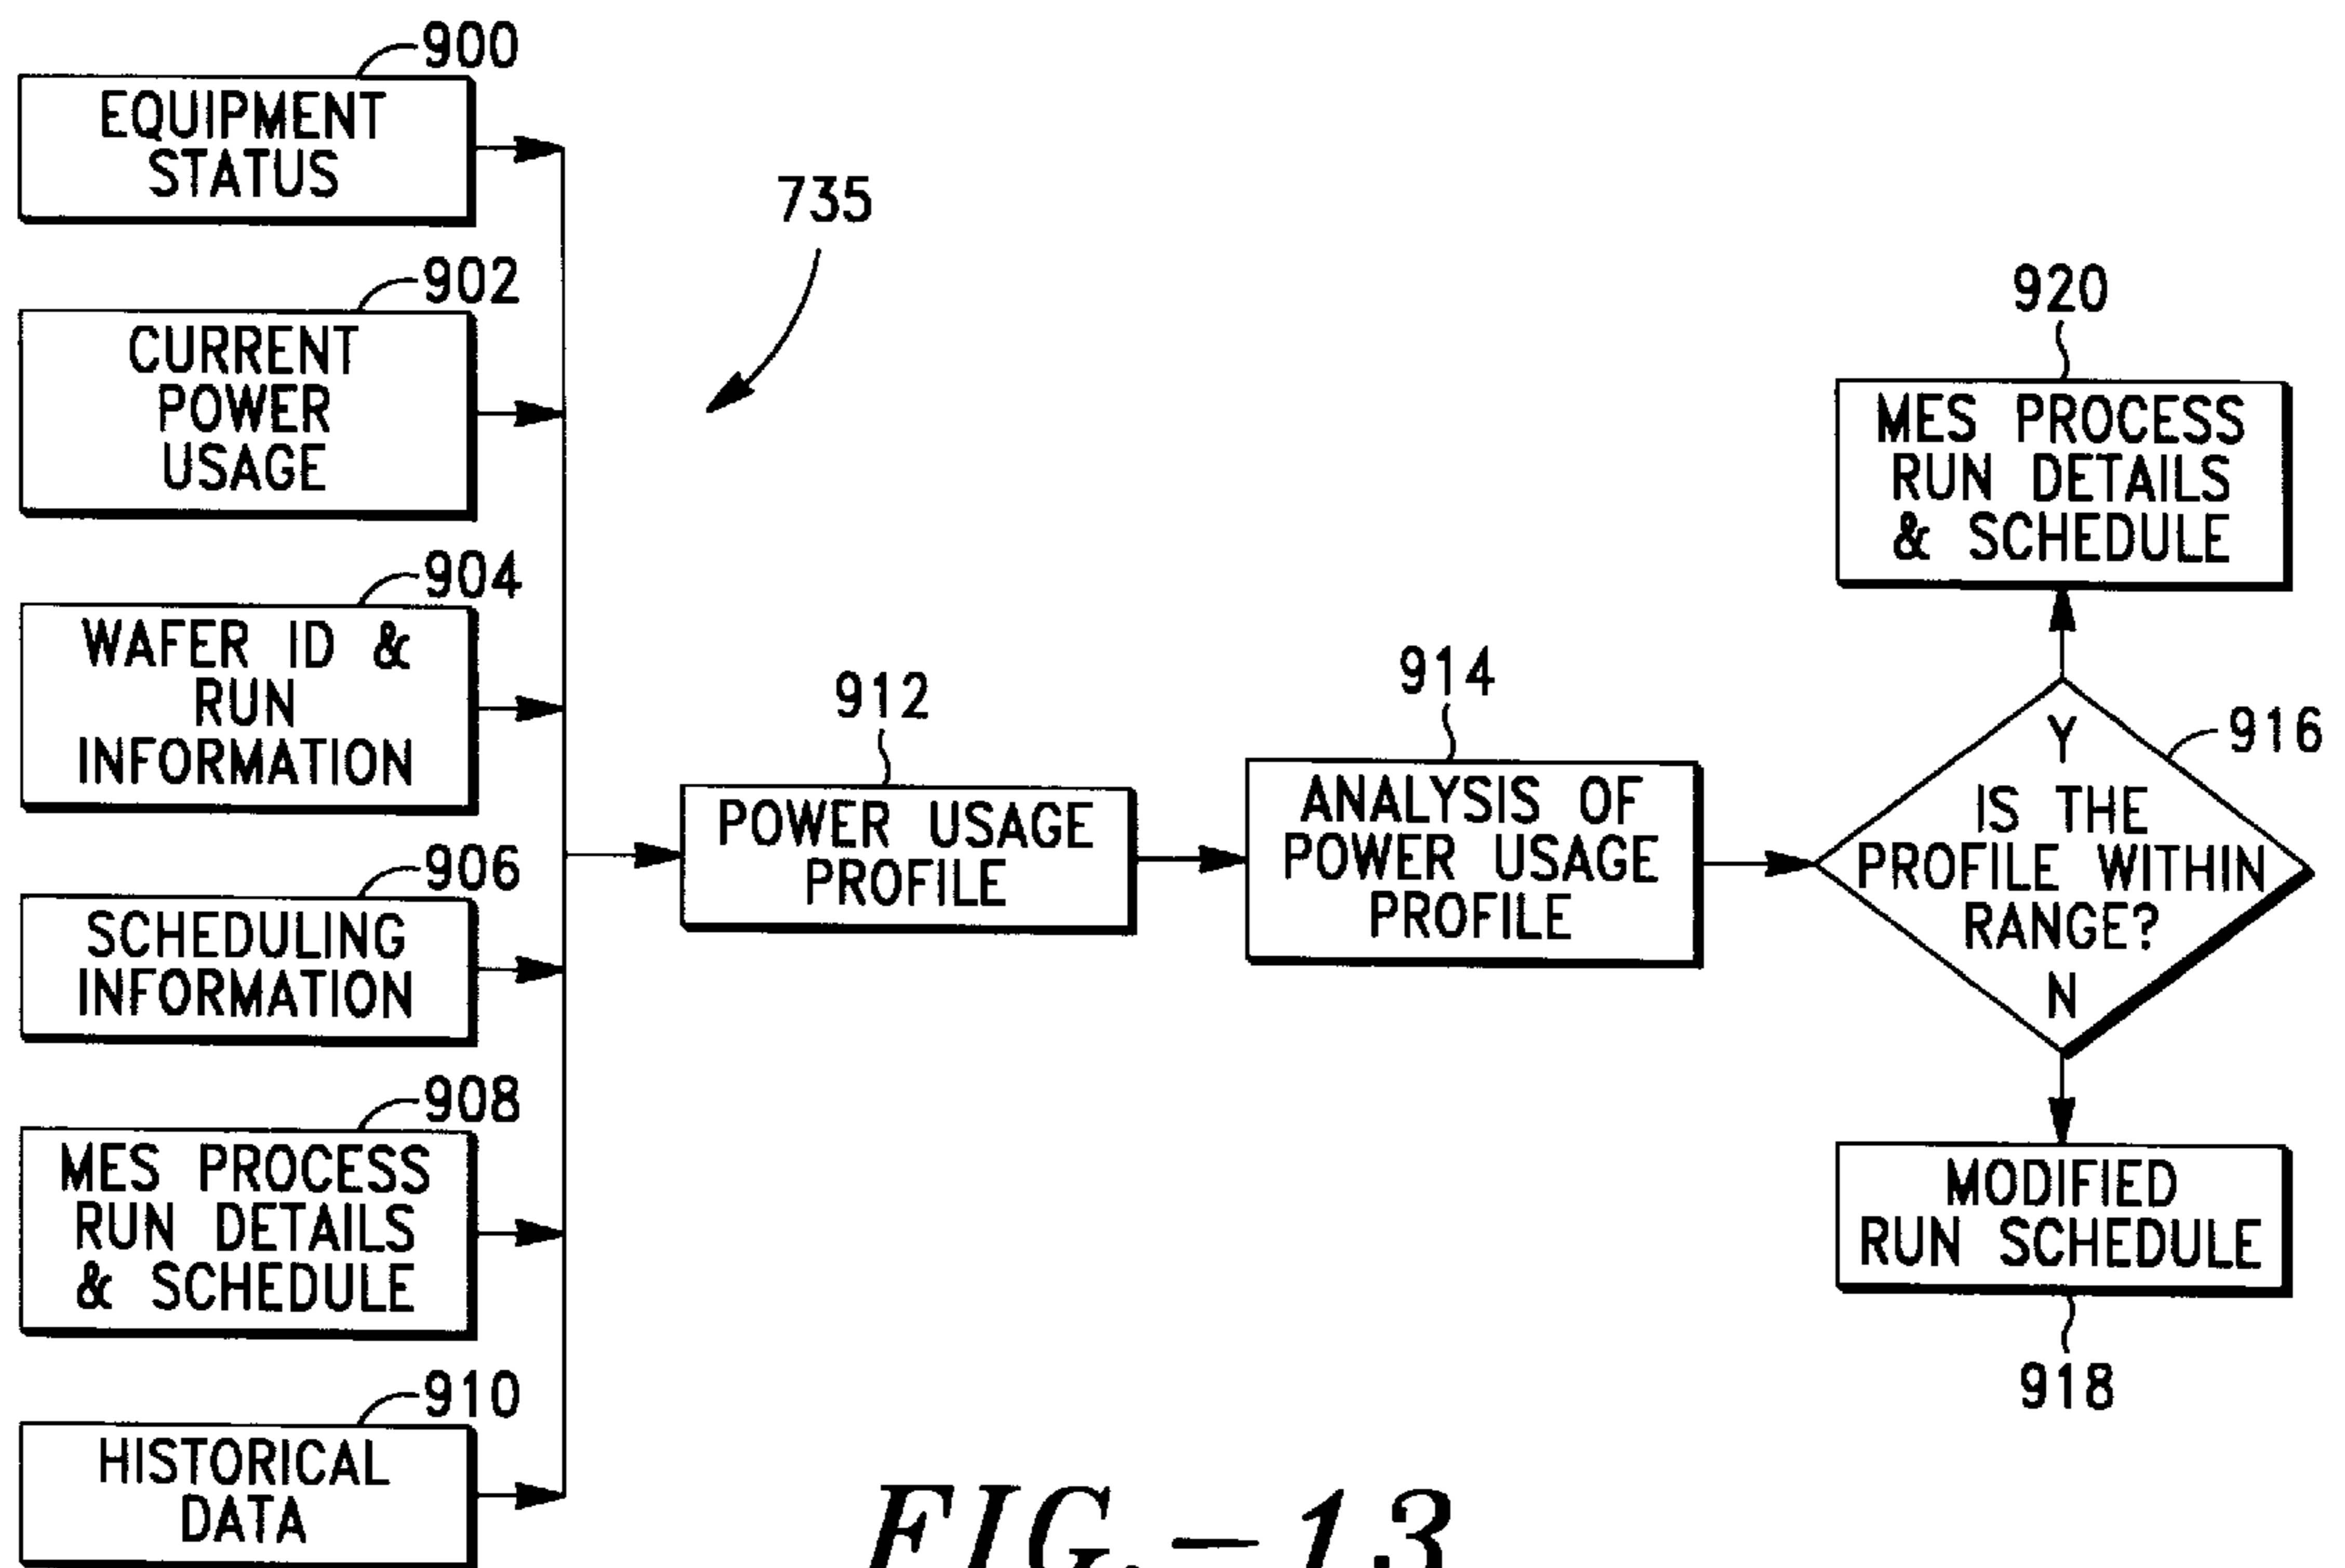 900
EQUIPMENT
STATUS
902
CURRENT
POWER
USAGE
904
WAFER ID &
RUN
INFORMATION
906
SCHEDULING
INFORMATION
908
MES PROCESS
RUN DETAILS
& SCHEDULE
910
HISTORICAL
DATA
735
912
POWER USAGE
PROFILE
914
ANALYSIS OF
POWER USAGE
PROFILE
920
MES PROCESS
RUN DETAILS
& SCHEDULE
916
Y
IS THE
PROFILE WITHIN
RANGE?
N
MODIFIED
RUN SCHEDULE
918
FIG.-13